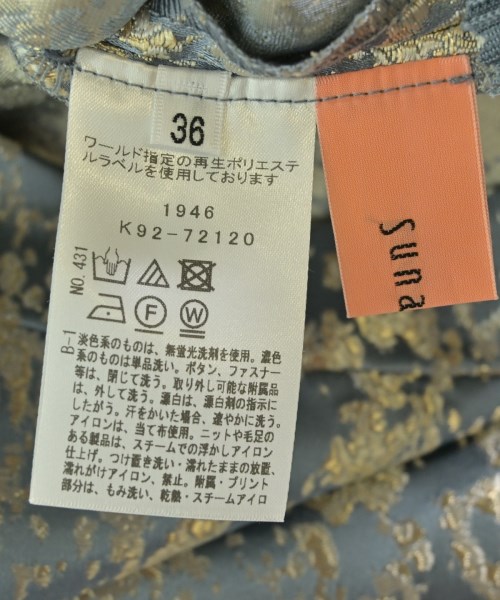 36
ワールド指定の再生ポリエステ
ルラベルを使用しております
1946
K92-72120
NO.431
F
W
B-1
淡色系のものは、無蛍光洗剤を使用。濃色
系のものは単品洗い。ボタン、ファスナー
等は、閉じて洗う。取り外し可能な附属品
は、外して洗う。漂白は、漂白剤の指示に
したがう。汗をかいた場合、速やかに洗う。
アイロンは、当て布使用。ニットや毛足の
ある製品は、スチームでの浮かしアイロン
仕上げ。つけ置き洗い・濡れたままの放置、
濡れがけアイロン、禁止。附属・プリント
部分は、もみ洗い、乾熱・スチームアイロ
Suna